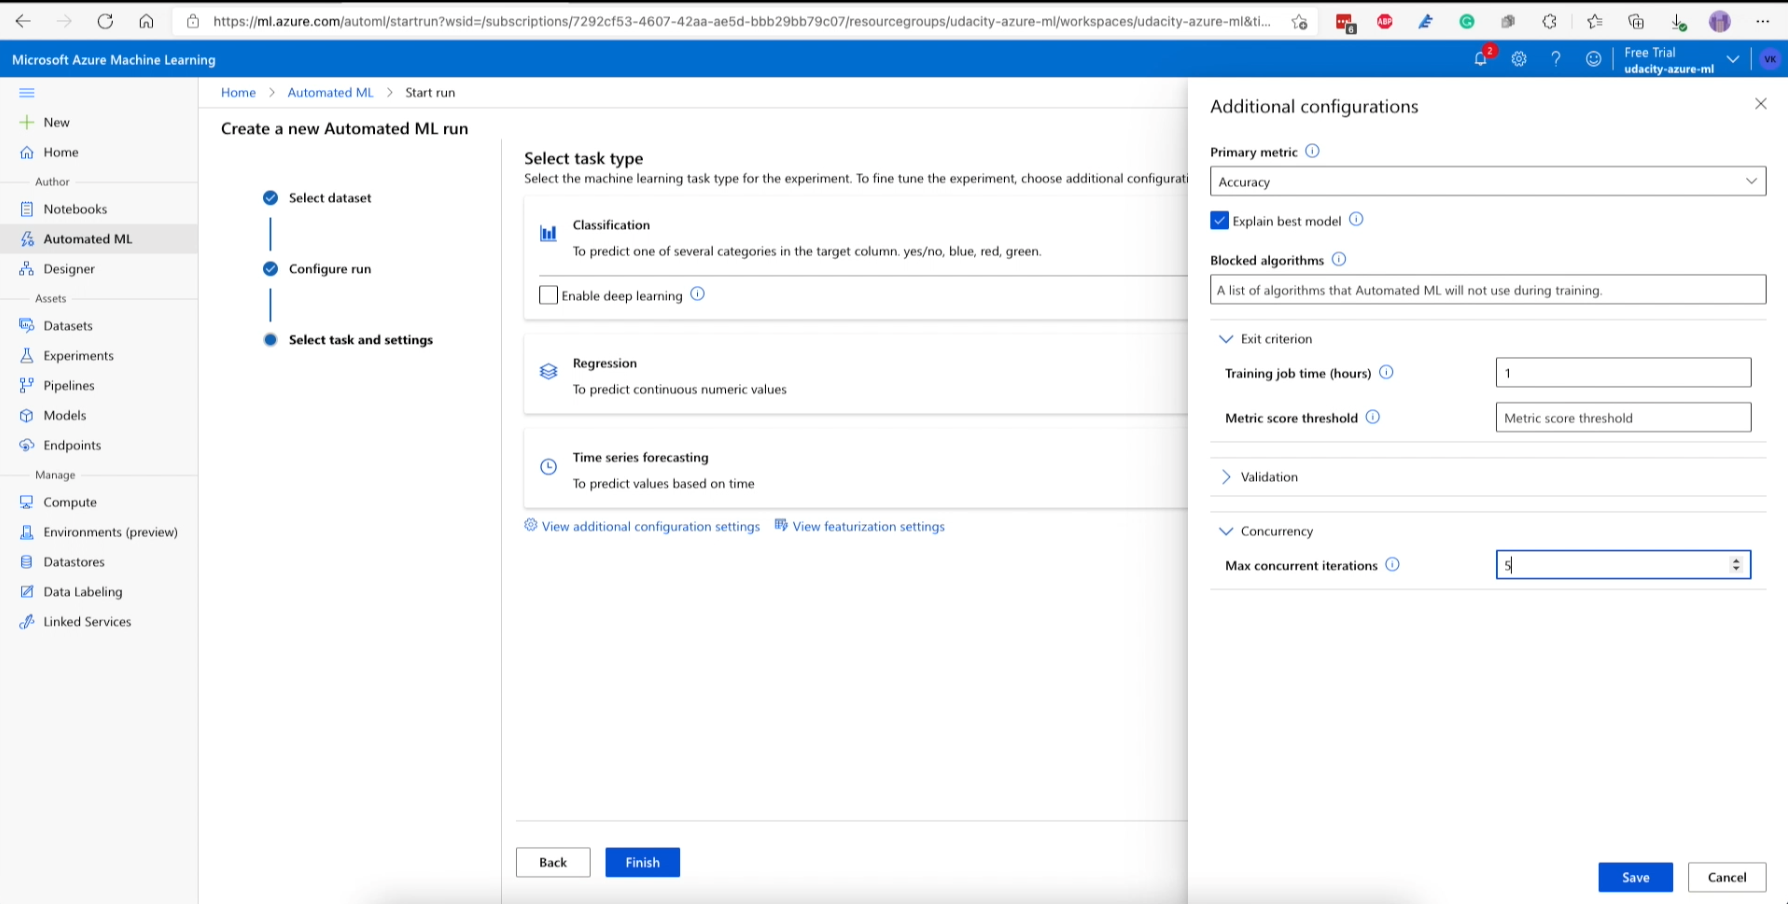 https://ml.azure.com/automl/startrun?wsid=/subscriptions/7292cf53-4607-42aa-ae5d-bbb29bb79c07/resourcegroups/udacity-azure-ml/workspaces/udacity-azure-ml&ti...
6
ABP
Microsoft Azure Machine Learning
2
Free Trial
udacity-azure-ml
VK
New
Home
Author
Notebooks
Automated ML
Designer
Assets
Datasets
Experiments
Pipelines
Models
Endpoints
Manage
Compute
Environments (preview)
Datastores
Data Labeling
Linked Services
Home > Automated ML > Start run
Create a new Automated ML run
Select dataset
Configure run
Select task and settings
Select task type
Select the machine learning task type for the experiment. To fine tune the experiment, choose additional configurati
Classification
To predict one of several categories in the target column. yes/no, blue, red, green.
Enable deep learning
Regression
To predict continuous numeric values
Time series forecasting
To predict values based on time
View additional configuration settings View featurization settings
Back Finish
Additional configurations
Primary metric
Accuracy
Explain best model
Blocked algorithms
A list of algorithms that Automated ML will not use during training.
Exit criterion
Training job time (hours) 1
Metric score threshold Metric score threshold
Validation
Concurrency
Max concurrent iterations 5
Save Cancel